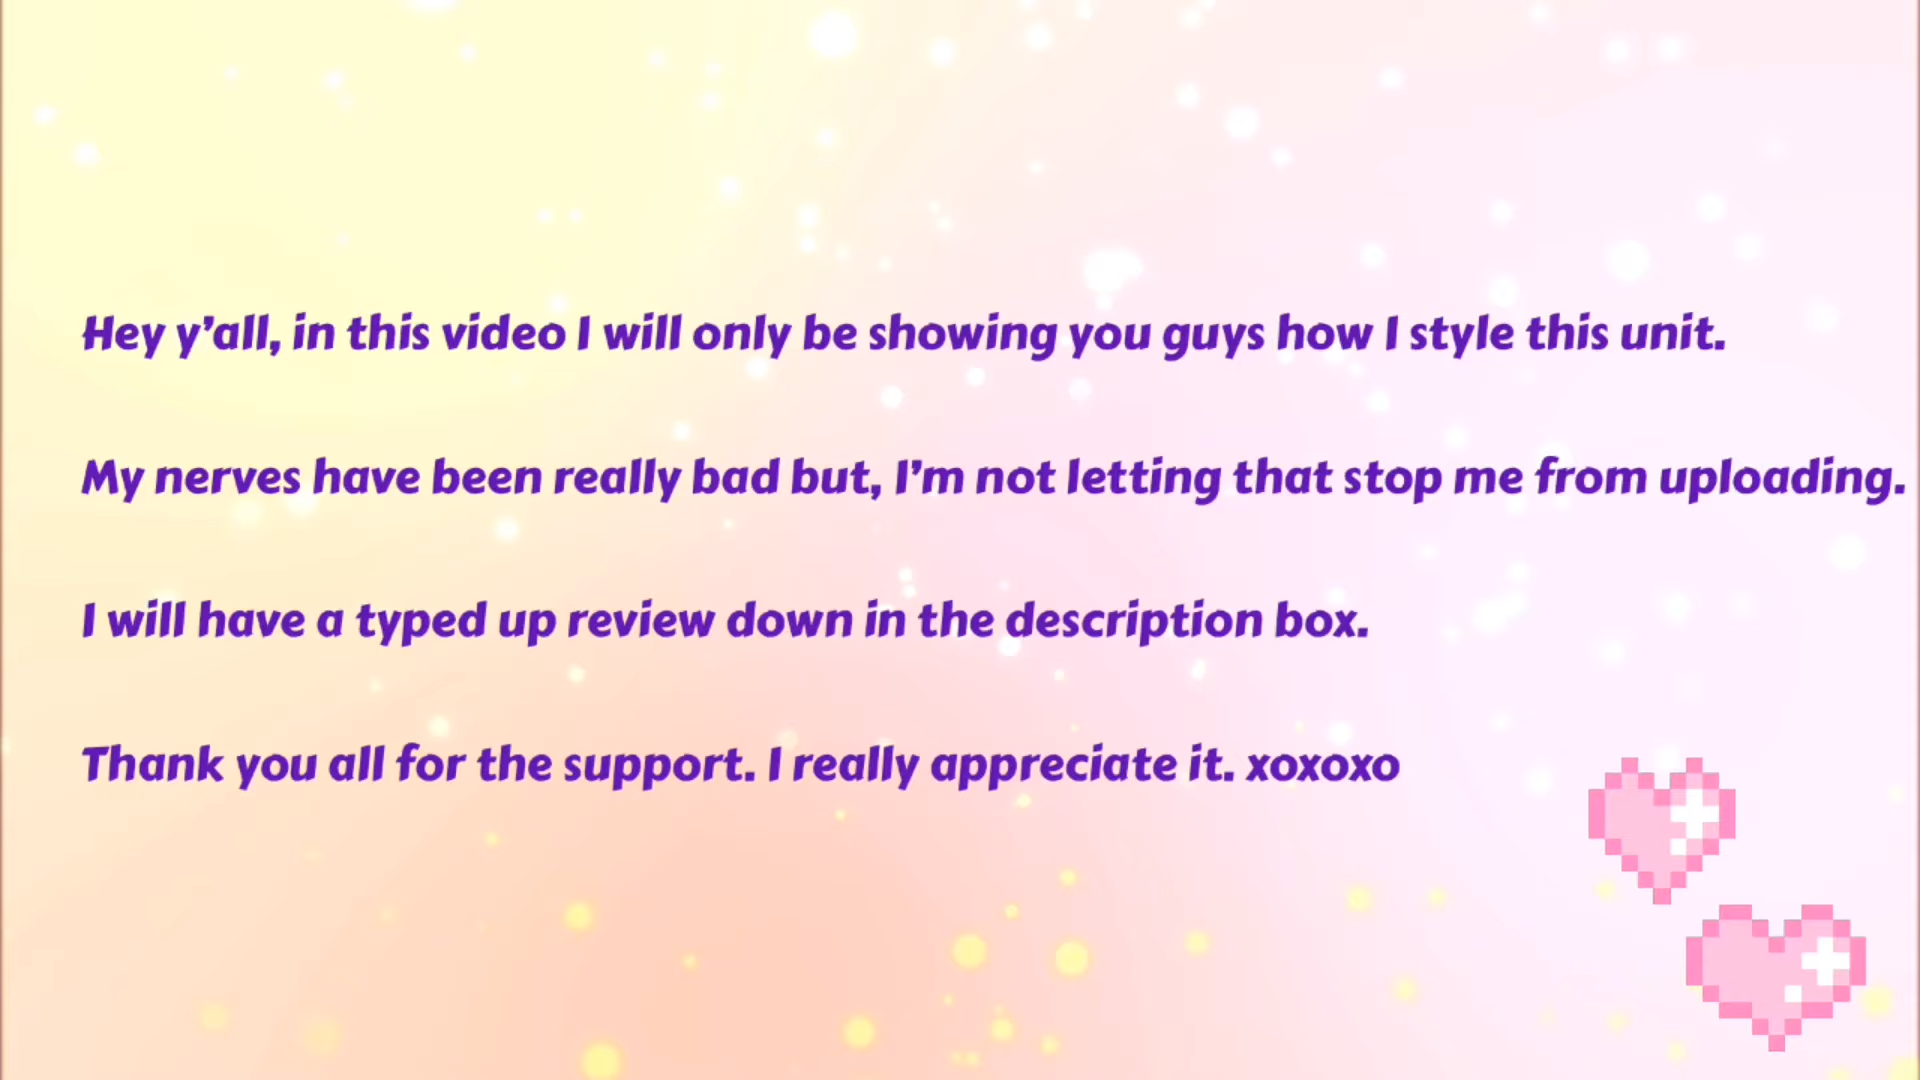 Hey y’all, in this video I will only be showing you guys how I style this unit.
My nerves have been really bad but, I’m not letting that stop me from uploading.
I will have a typed up review down in the description box.
Thank you all for the support. I really appreciate it. xoxoxo